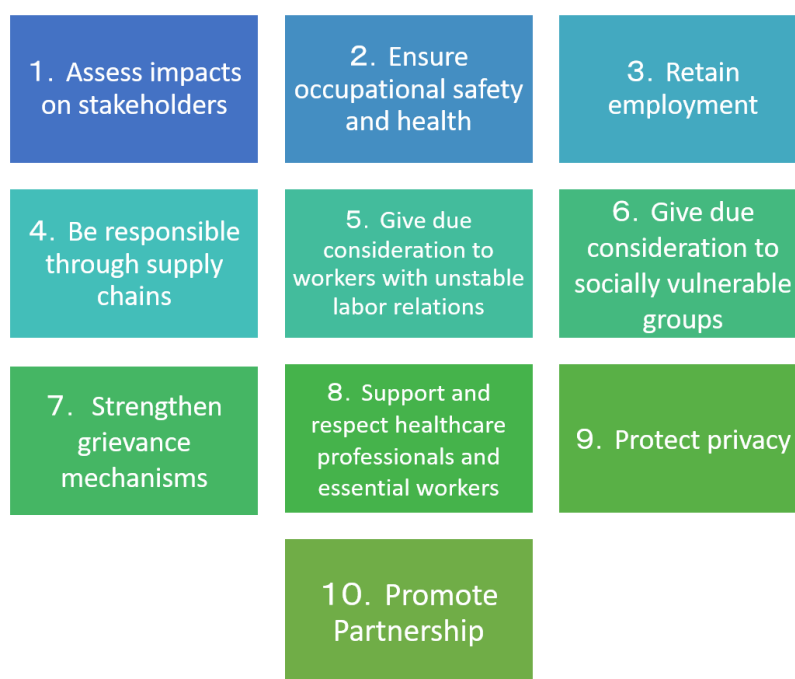 1. Assess impacts
on stakeholders
2. Ensure
occupational safety
and health
3. Retain
employment
4. Be responsible
through supply
chains
5. Give due
consideration to
workers with unstable
labor relations
6. Give due
consideration to
socially vulnerable
groups
7. Strengthen
grievance
mechanisms
8. Support and
respect healthcare
professionals and
essential workers
9. Protect privacy
10. Promote
Partnership